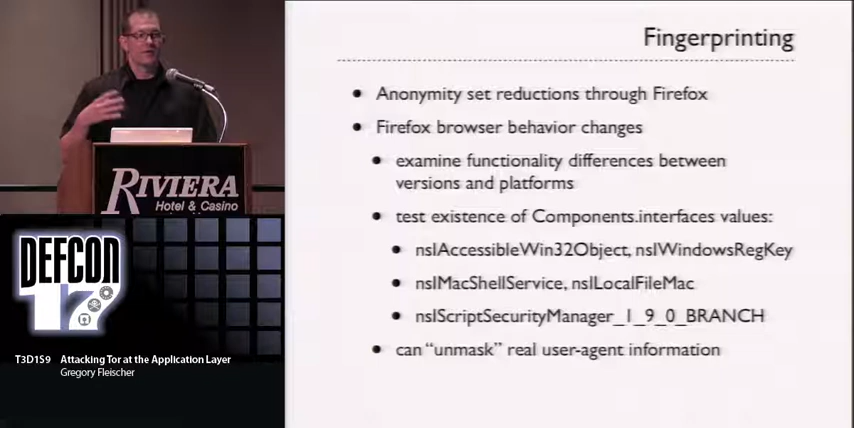 Fingerprinting
• Anonymity set reductions through Firefox
• Firefox browser behavior changes
• examine functionality differences between
versions and platforms
• test existence of Components.interfaces values:
• nsIAccessibleWin32Object, nsIWindowsRegKey
• nsIMacShellService, nsILocalFileMac
• nsIScriptSecurityManager_1_9_0_BRANCH
• can “unmask” real user-agent information
RIVIERA
Hotel & Casino
DEFCON
17
T3D1S9 Attacking Tor at the Application Layer
Gregory Fleischer